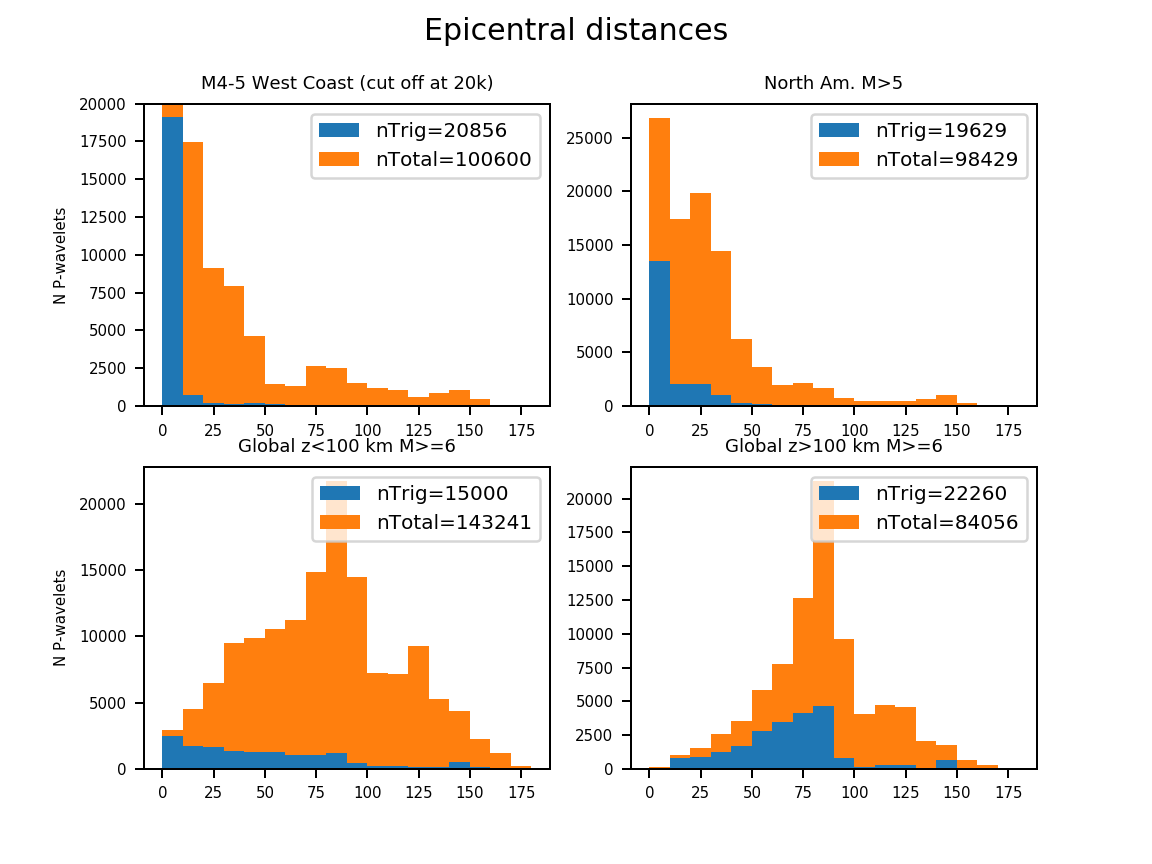 Epicentral distances
M4-5 West Coast (cut off at 20k)
North Am. M>5
nTrig=20856
nTotal=100600
nTrig=19629
nTotal=98429
N P-wavelets
20000
17500
15000
12500
10000
7500
5000
2500
0
25000
20000
15000
10000
5000
0
0 25 50 75 100 125 150 175
0 25 50 75 100 125 150 175
Global z<100 km M>=6
Global z>100 km M>=6
nTrig=15000
nTotal=143241
nTrig=22260
nTotal=84056
N P-wavelets
20000
15000
10000
5000
0
20000
17500
15000
12500
10000
7500
5000
2500
0
0 25 50 75 100 125 150 175
0 25 50 75 100 125 150 175